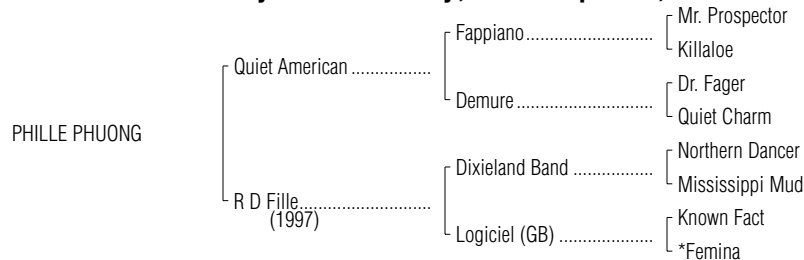 Mr. Prospector
Fappiano
Killaloe
Quiet American
Dr. Fager
Demure
Quiet Charm
PHILLE PHUONG
Northern Dancer
Dixieland Band
Mississippi Mud
R D Fille
(1997)
Known Fact
Logiciel (GB)
*Femina